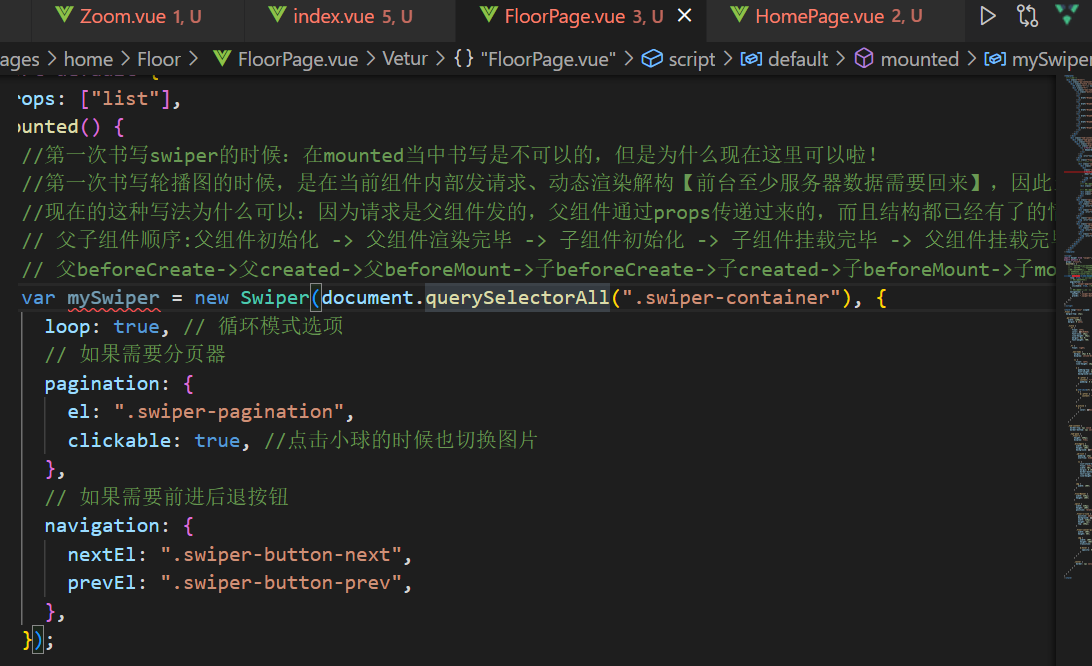 Zoom.vue 1, U index.vue 5, U FloorPage.vue 3, U HomePage.vue 2, U
ages > home > Floor > FloorPage.vue > Vetur > {} "FloorPage.vue" > script > default > mounted > mySwiper
rops: ["list"],
ounted() {
//第一次书写swiper的时候：在mounted当中书写是不可以的，但是为什么现在这里可以啦！
//第一次书写轮播图的时候，是在当前组件内部发请求、动态渲染解构【前台至少服务器数据需要回来】，因此
//现在的这种写法为什么可以：因为请求是父组件发的，父组件通过props传递过来的，而且结构都已经有了的
// 父子组件顺序:父组件初始化 -> 父组件渲染完毕 -> 子组件初始化 -> 子组件挂载完毕 -> 父组件挂载完毕
// 父beforeCreate->父created->父beforeMount->子beforeCreate->子created->子beforeMount->子mo
var mySwiper = new Swiper(document.querySelectorAll(".swiper-container"), {
loop: true, // 循环模式选项
// 如果需要分页器
pagination: {
el: ".swiper-pagination",
clickable: true, //点击小球的时候也切换图片
},
// 如果需要前进后退按钮
navigation: {
nextEl: ".swiper-button-next",
prevEl: ".swiper-button-prev",
},
});